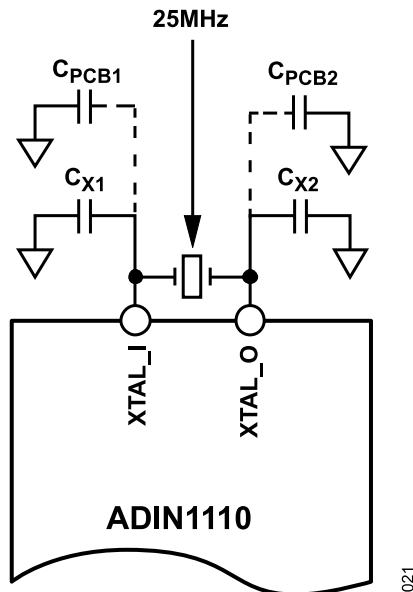 25MHz
CPCB1
CPCB2
CX1
CX2
XTAL_I
XTAL_O
ADIN1110
021